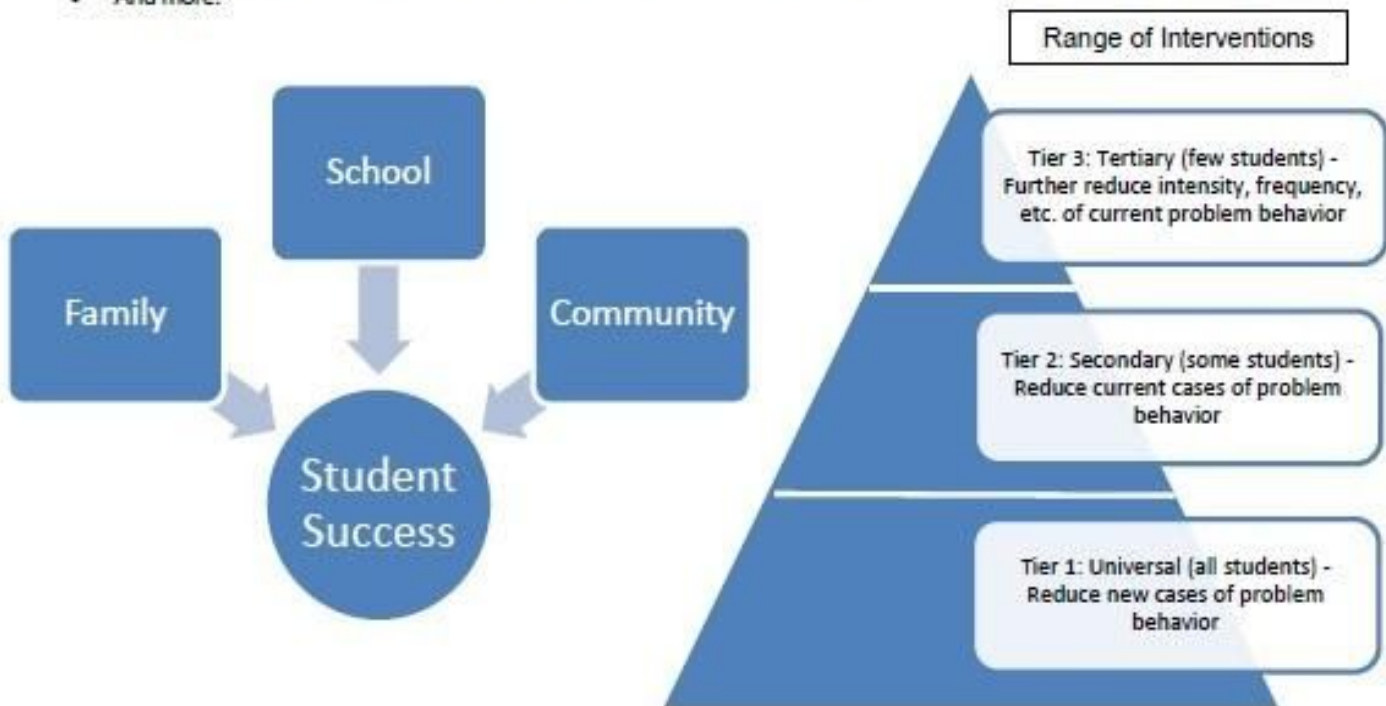 • And more.
Range of Interventions
School
Family
Community
Student
Success
Tier 3: Tertiary (few students) -
Further reduce intensity, frequency,
etc. of current problem behavior
Tier 2: Secondary (some students) -
Reduce current cases of problem
behavior
Tier 1: Universal (all students) -
Reduce new cases of problem
behavior